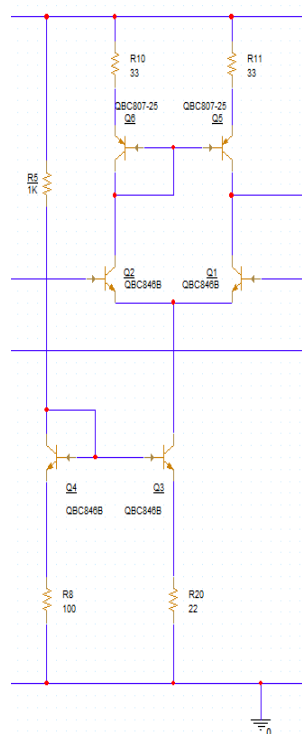 R10
33
R11
33
QBC807-25
Q6
QBC807-25
Q5
R5
1K
Q2
QBC846B
Q1
QBC846B
Q4
QBC846B
Q3
QBC846B
R8
100
R20
22
0